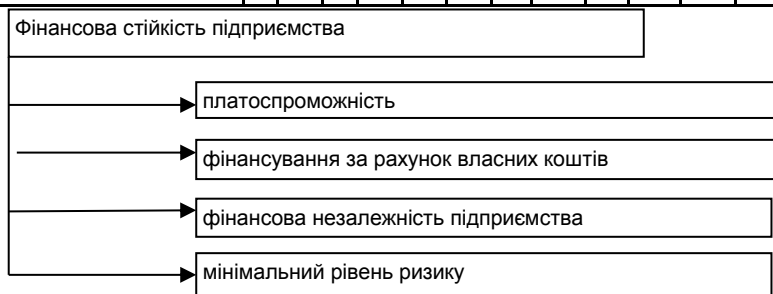 Фінансова стійкість підприємства
платоспроможність
фінансування за рахунок власних коштів
фінансова незалежність підприємства
мінімальний рівень ризику